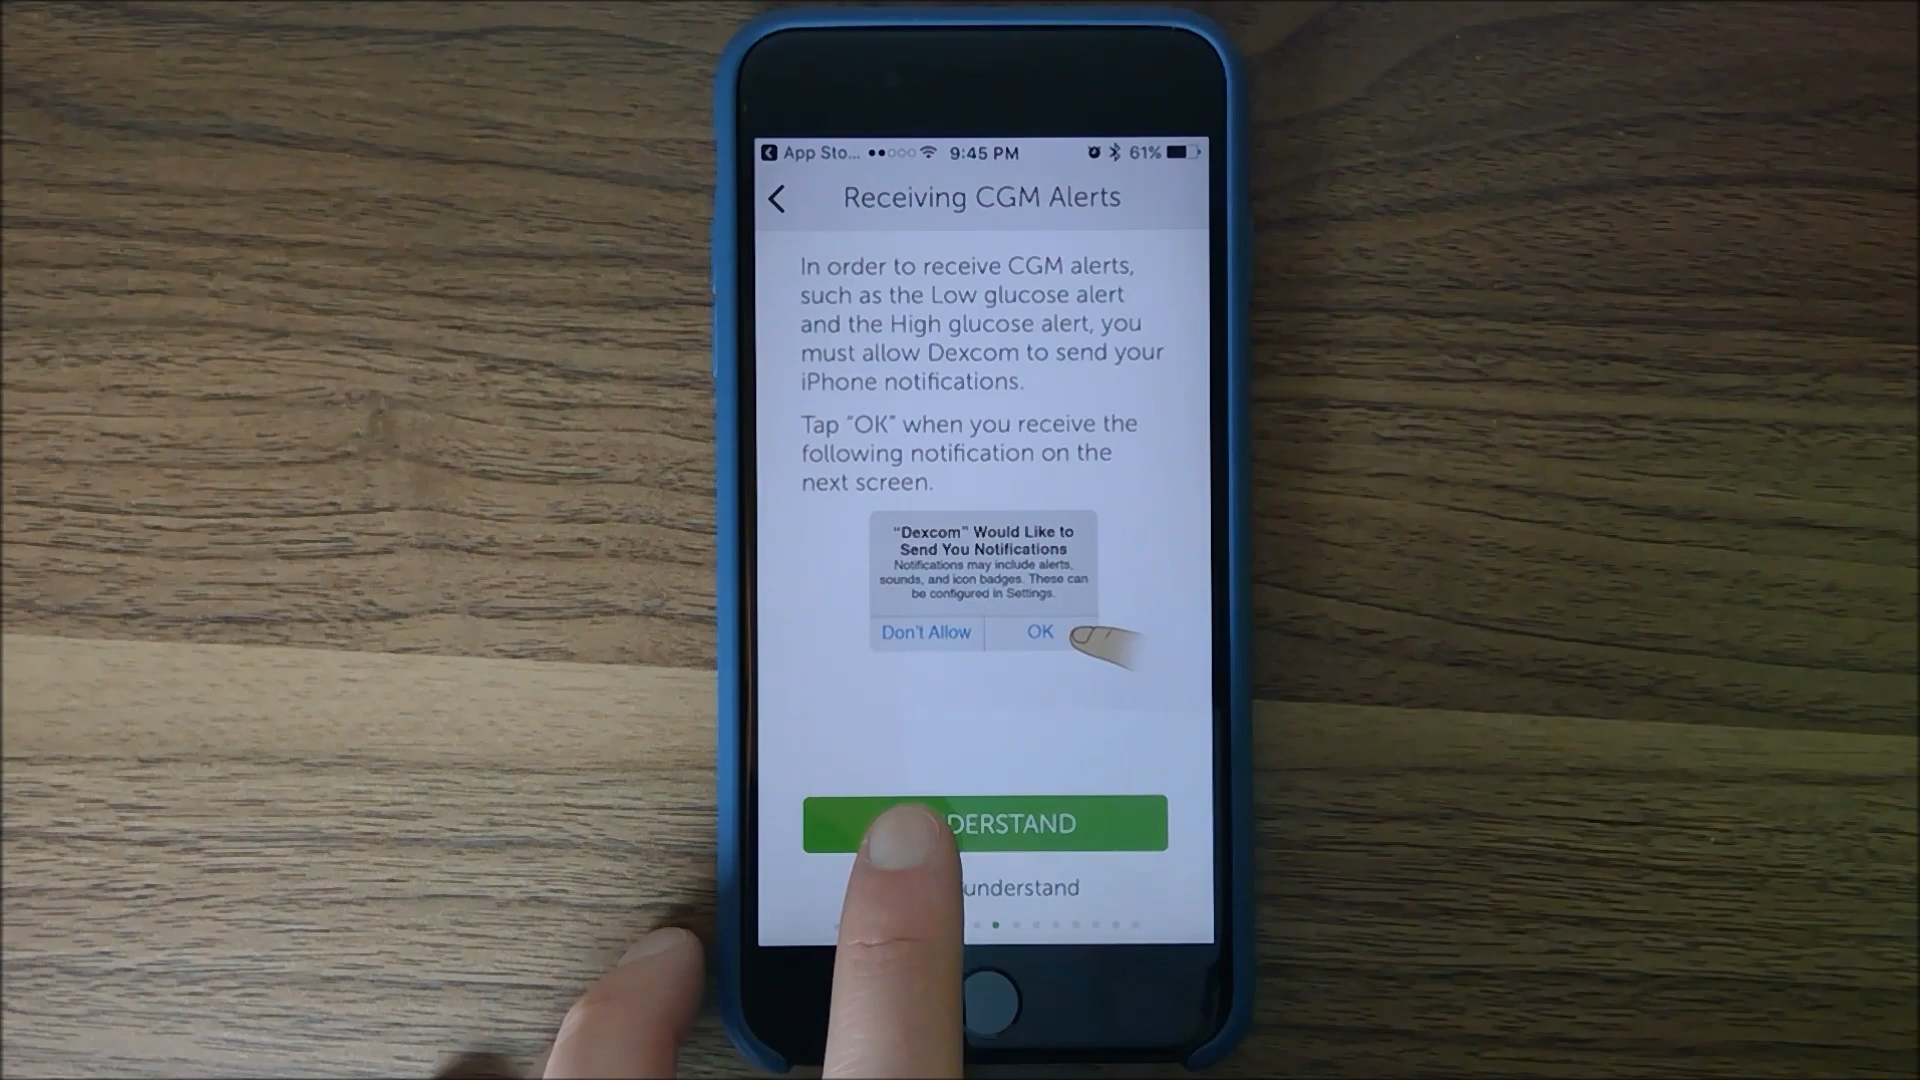 App Sto... 9:45 PM 61%
Receiving CGM Alerts
In order to receive CGM alerts,
such as the Low glucose alert
and the High glucose alert, you
must allow Dexcom to send your
iPhone notifications.
Tap "OK" when you receive the
following notification on the
next screen.
"Dexcom" Would Like to
Send You Notifications
Notifications may include alerts,
sounds, and icon badges. These can
be configured in Settings.
Don't Allow OK
DERSTAND
understand